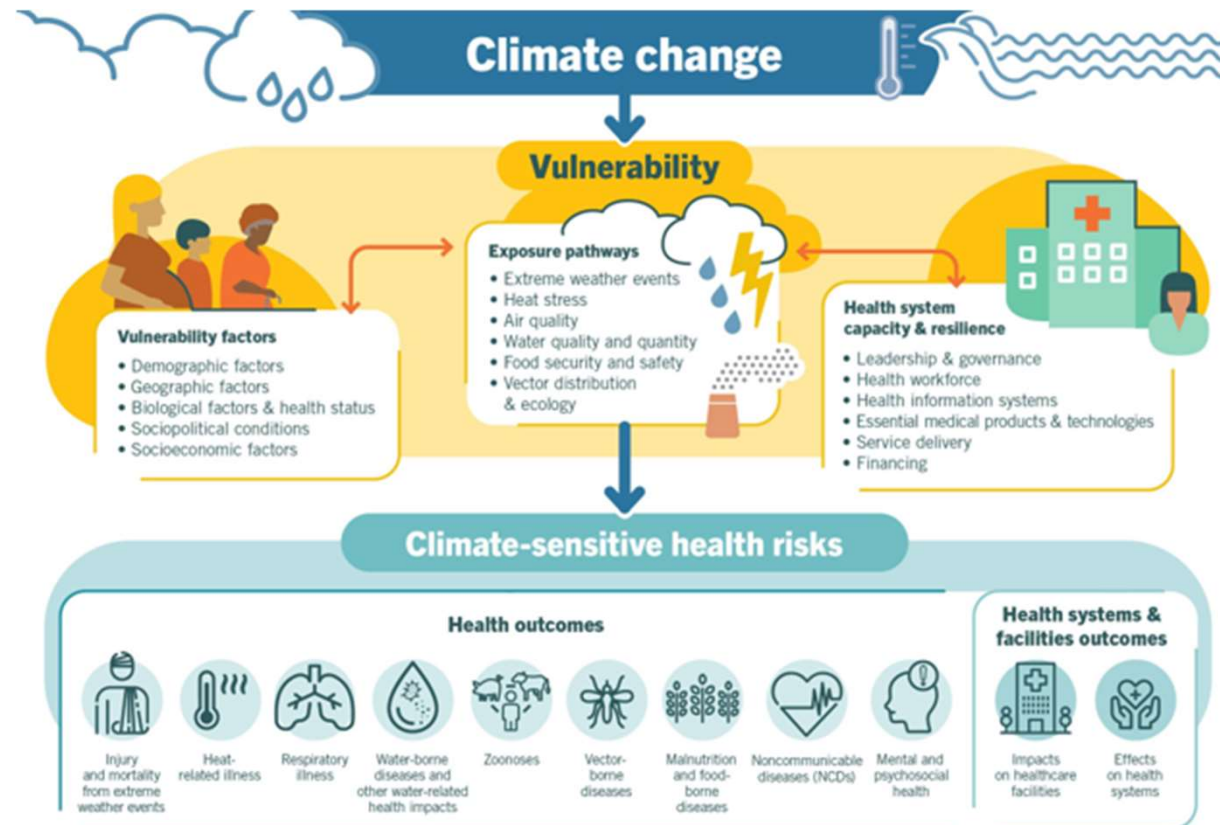 Climate change
Vulnerability
Vulnerability factors
• Demographic factors
• Geographic factors
• Biological factors & health status
• Sociopolitical conditions
• Socioeconomic factors
Exposure pathways
• Extreme weather events
• Heat stress
• Air quality
• Water quality and quantity
• Food security and safety
• Vector distribution
& ecology
Health system
capacity & resilience
• Leadership & governance
• Health workforce
• Health information systems
• Essential medical products & technologies
• Service delivery
• Financing
Climate-sensitive health risks
Health outcomes
Injury
and mortality
from extreme
weather events
Heat-
related illness
Respiratory
illness
Water-borne
diseases and
other water-related
health impacts
Zoonoses
Vector-
borne
diseases
Malnutrition
and food-
borne
diseases
Noncommunicable
diseases (NCDs)
Mental and
psychosocial
health
Health systems &
facilities outcomes
Impacts
on healthcare
facilities
Effects
on health
systems